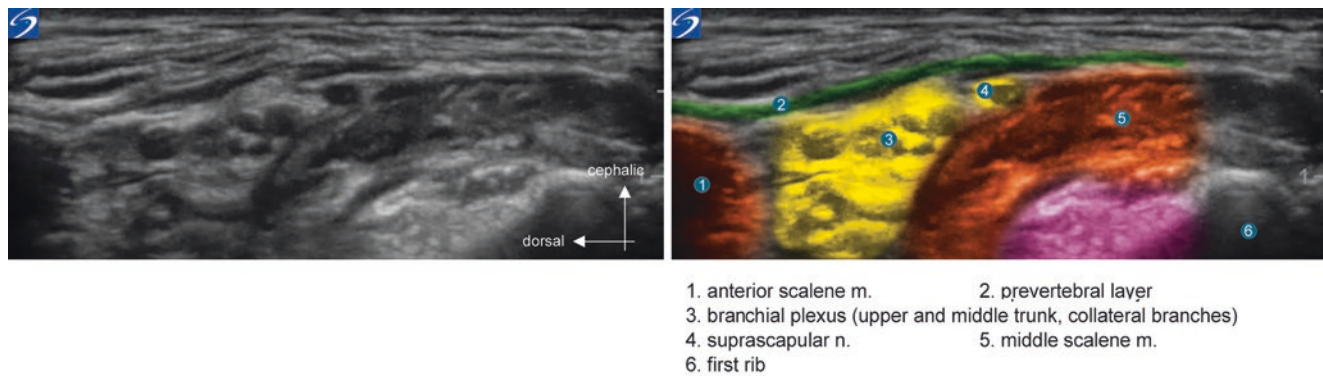 cephalic
dorsal
2
4
3
5
1
1
6
1. anterior scalene m. 2. prevertebral layer
3. branchial plexus (upper and middle trunk, collateral branches)
4. suprascapular n. 5. middle scalene m.
6. first rib